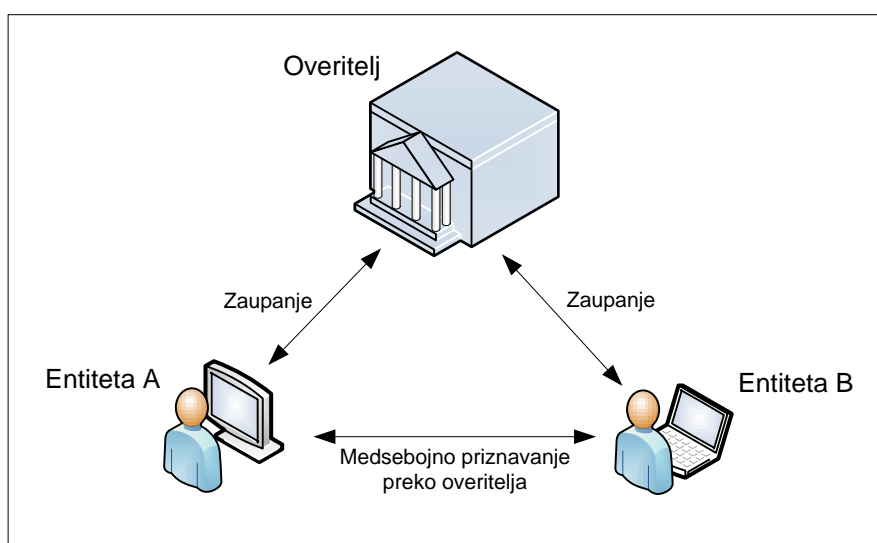 Overitelj
Zaupanje
Zaupanje
Entiteta A
Entiteta B
Medsebojno priznavanje
preko overitelja